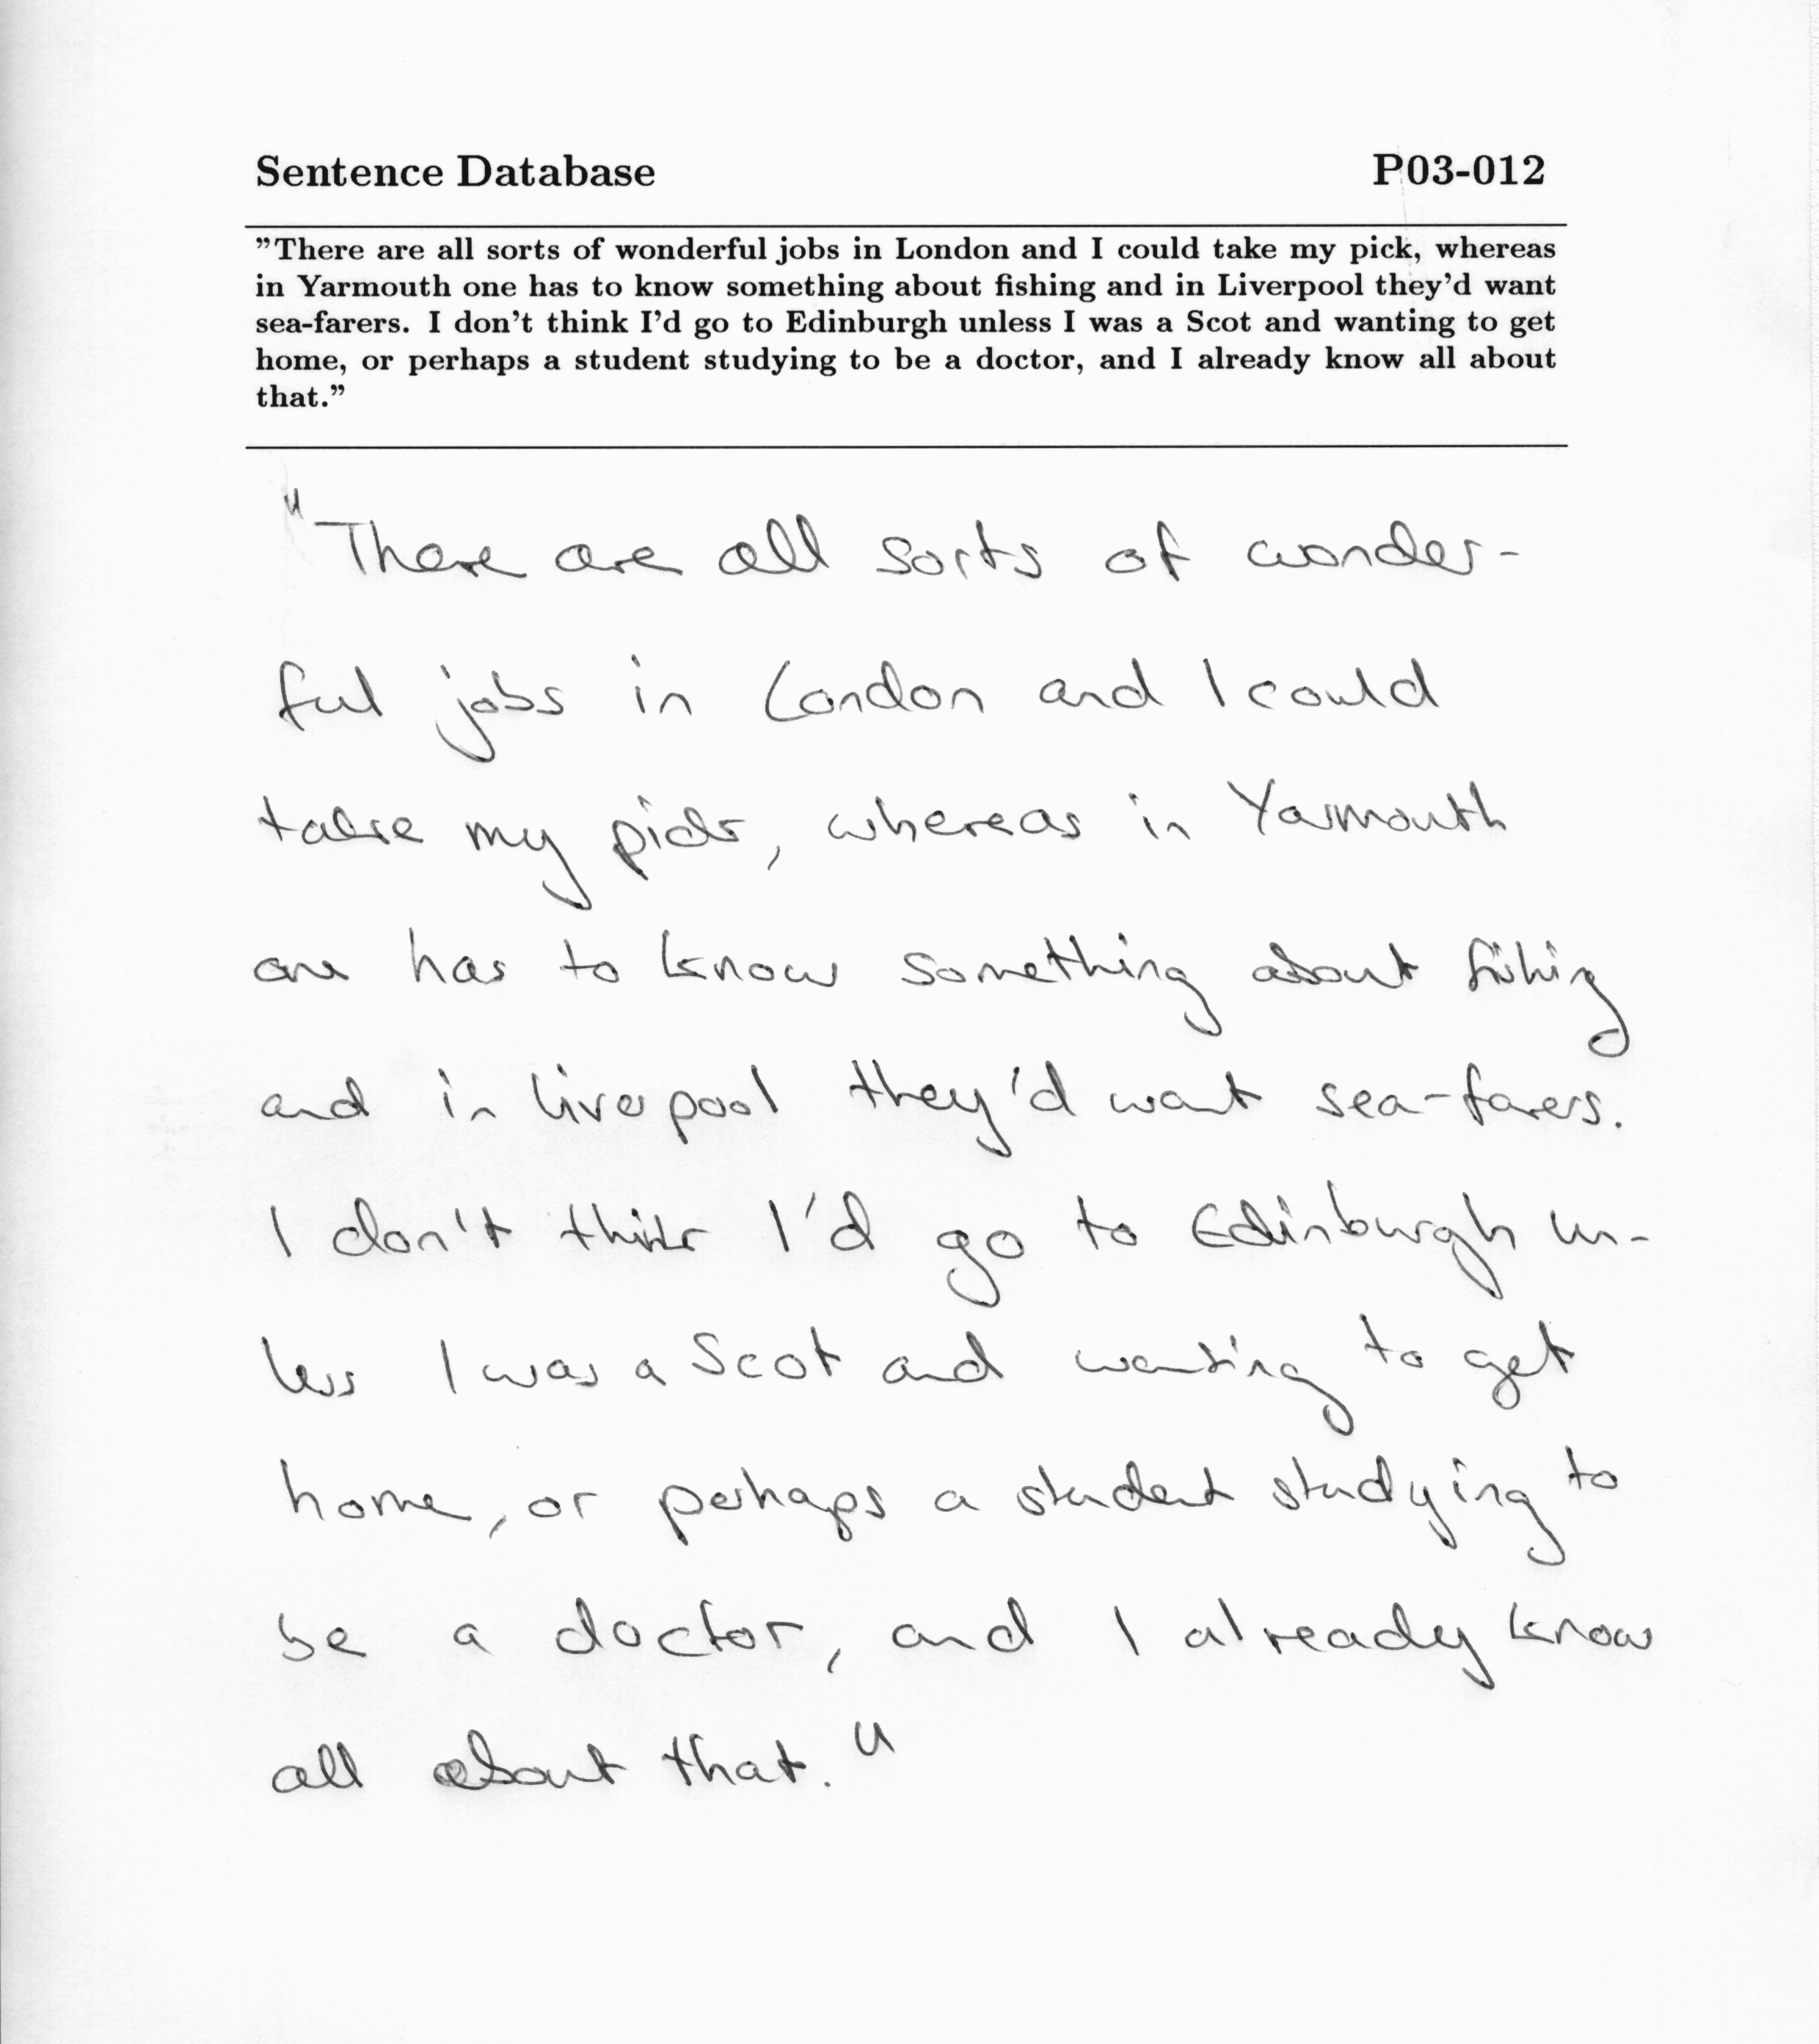 Sentence Database P03-012
"There are all sorts of wonderful jobs in London and I could take my pick, whereas
in Yarmouth one has to know something about fishing and in Liverpool they'd want
sea-farers. I don't think I'd go to Edinburgh unless I was a Scot and wanting to get
home, or perhaps a student studying to be a doctor, and I already know all about
that."
"There are all sorts of wonder-
ful jobs in London and I could
take my pick, whereas in Yarmouth
one has to know something about fishing
and in Liverpool they'd want sea-farers.
I don't think I'd go to Edinburgh un-
less I was a Scot and wanting to get
home, or perhaps a student studying to
be a doctor, and I already know
all about that."